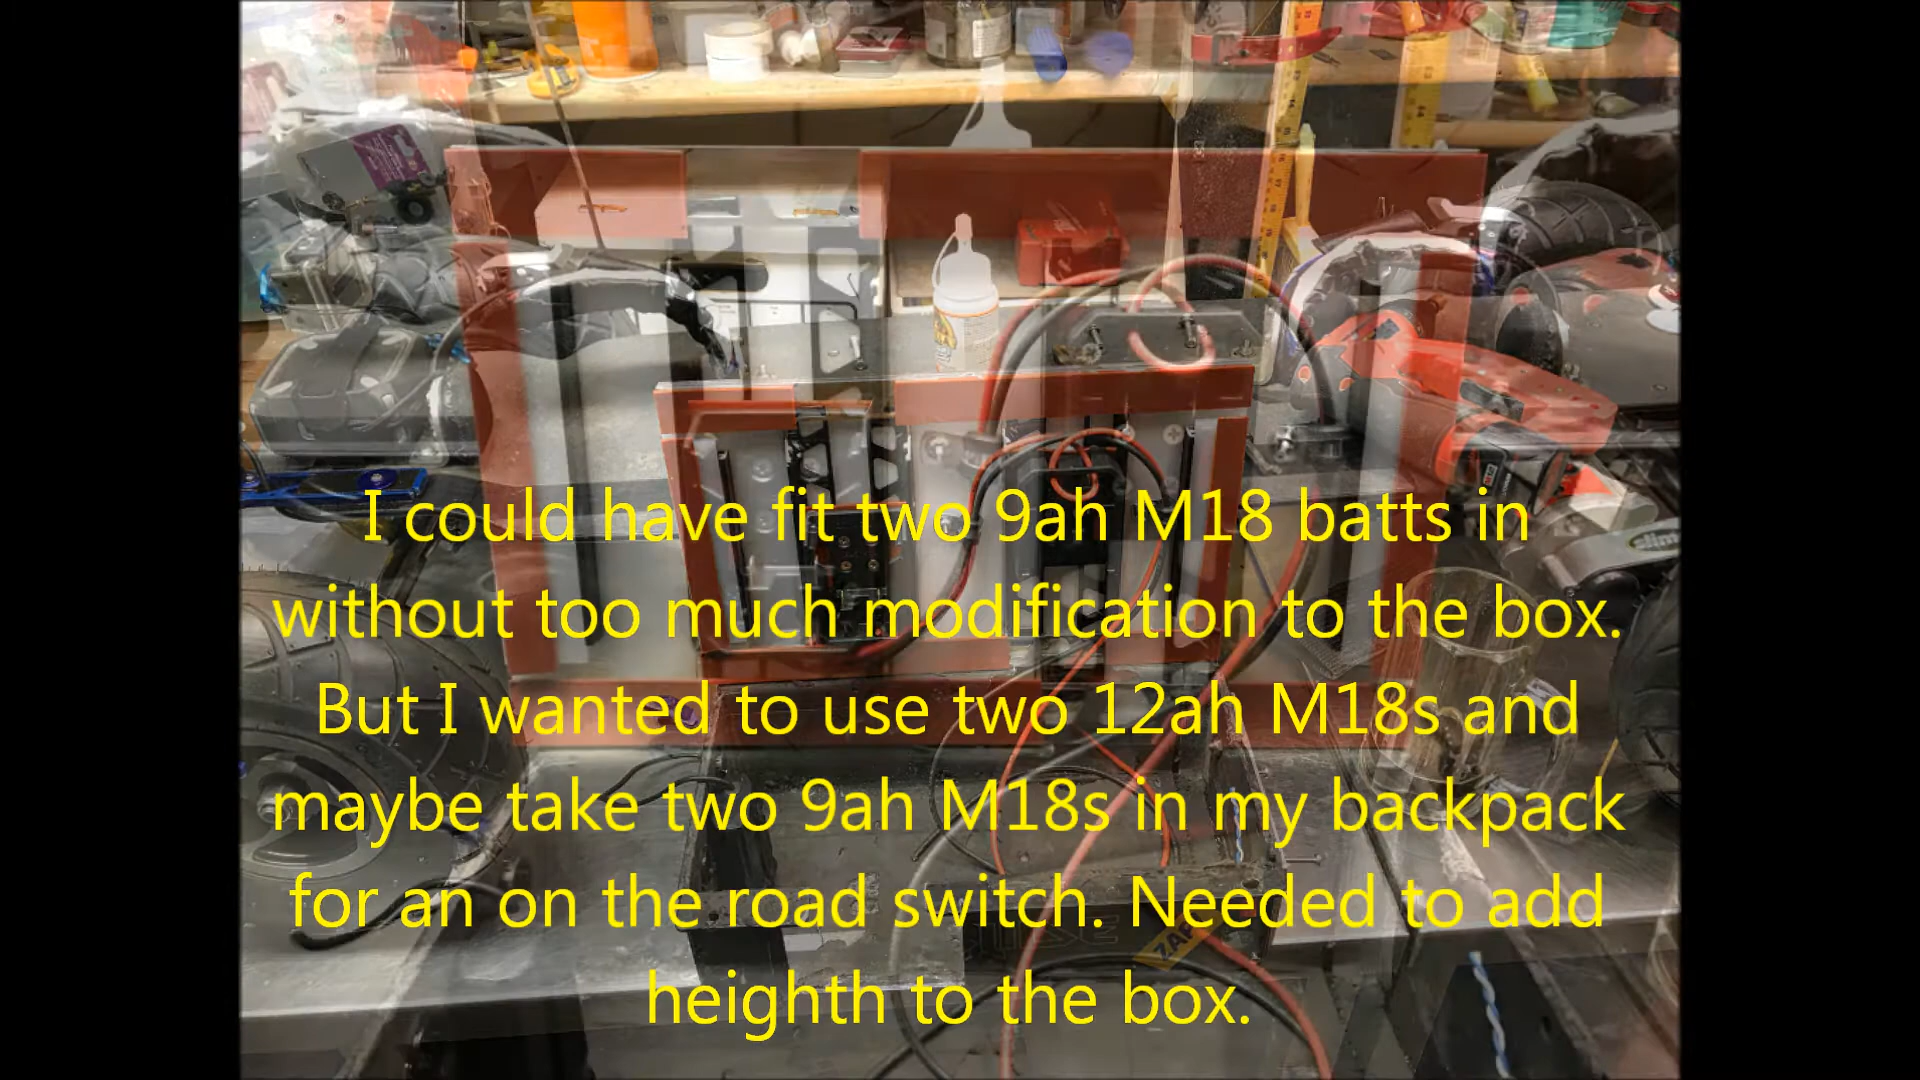 I could have fit two 9ah M18 batts in
without too much modification to the box.
But I wanted to use two 12ah M18s and
maybe take two 9ah M18s in my backpack
for an on the road switch. Needed to add
heighth to the box.
ZAP